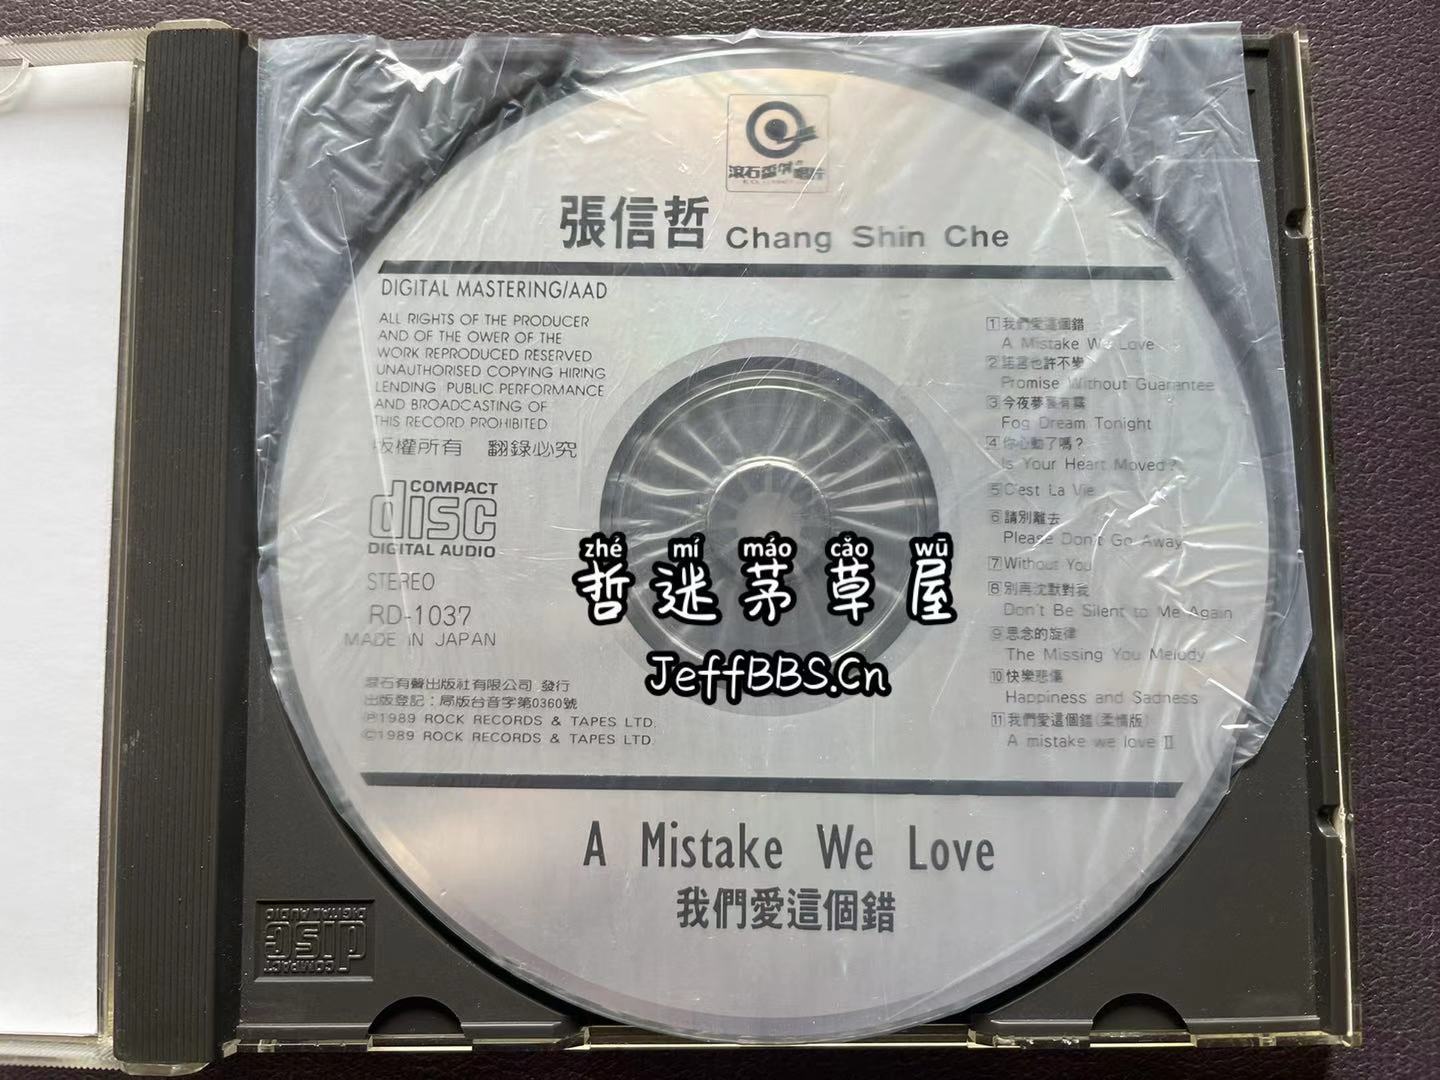 滾石
唱片
張信哲 Chang Shin Che
DIGITAL MASTERING/AAD
ALL RIGHTS OF THE PRODUCER
AND OF THE OWER OF THE
WORK REPRODUCED RESERVED
UNAUTHORISED COPYING HIRING
LENDING PUBLIC PERFORMANCE
AND BROADCASTING OF
THIS RECORD PROHIBITED
版權所有 翻錄必究
COMPACT
disc
DIGITAL AUDIO
STEREO
RD-1037
MADE IN JAPAN
滾石有聲出版社有限公司 發行
出版登記：局版台音字第0360號
Ⓟ1989 ROCK RECORDS & TAPES LTD.
©1989 ROCK RECORDS & TAPES LTD.
1 我們愛這個錯
A Mistake We Love
2 諾言也許不變
Promise Without Guarantee
3 今夜夢裏有霧
Fog Dream Tonight
4 你心動了嗎？
Is Your Heart Moved?
5 C'est La Vie
6 請別離去
Please Don't Go Away
7 Without You
8 別再沈默對我
Don't Be Silent to Me Again
9 思念的旋律
The Missing You Melody
10 快樂悲傷
Happiness and Sadness
11 我們愛這個錯(柔情版)
A mistake we love II
zhé mí máo cǎo wū
哲迷茅草屋
JeffBBS.Cn
A Mistake We Love
我們愛這個錯
COMPACT
disc
DIGITAL AUDIO